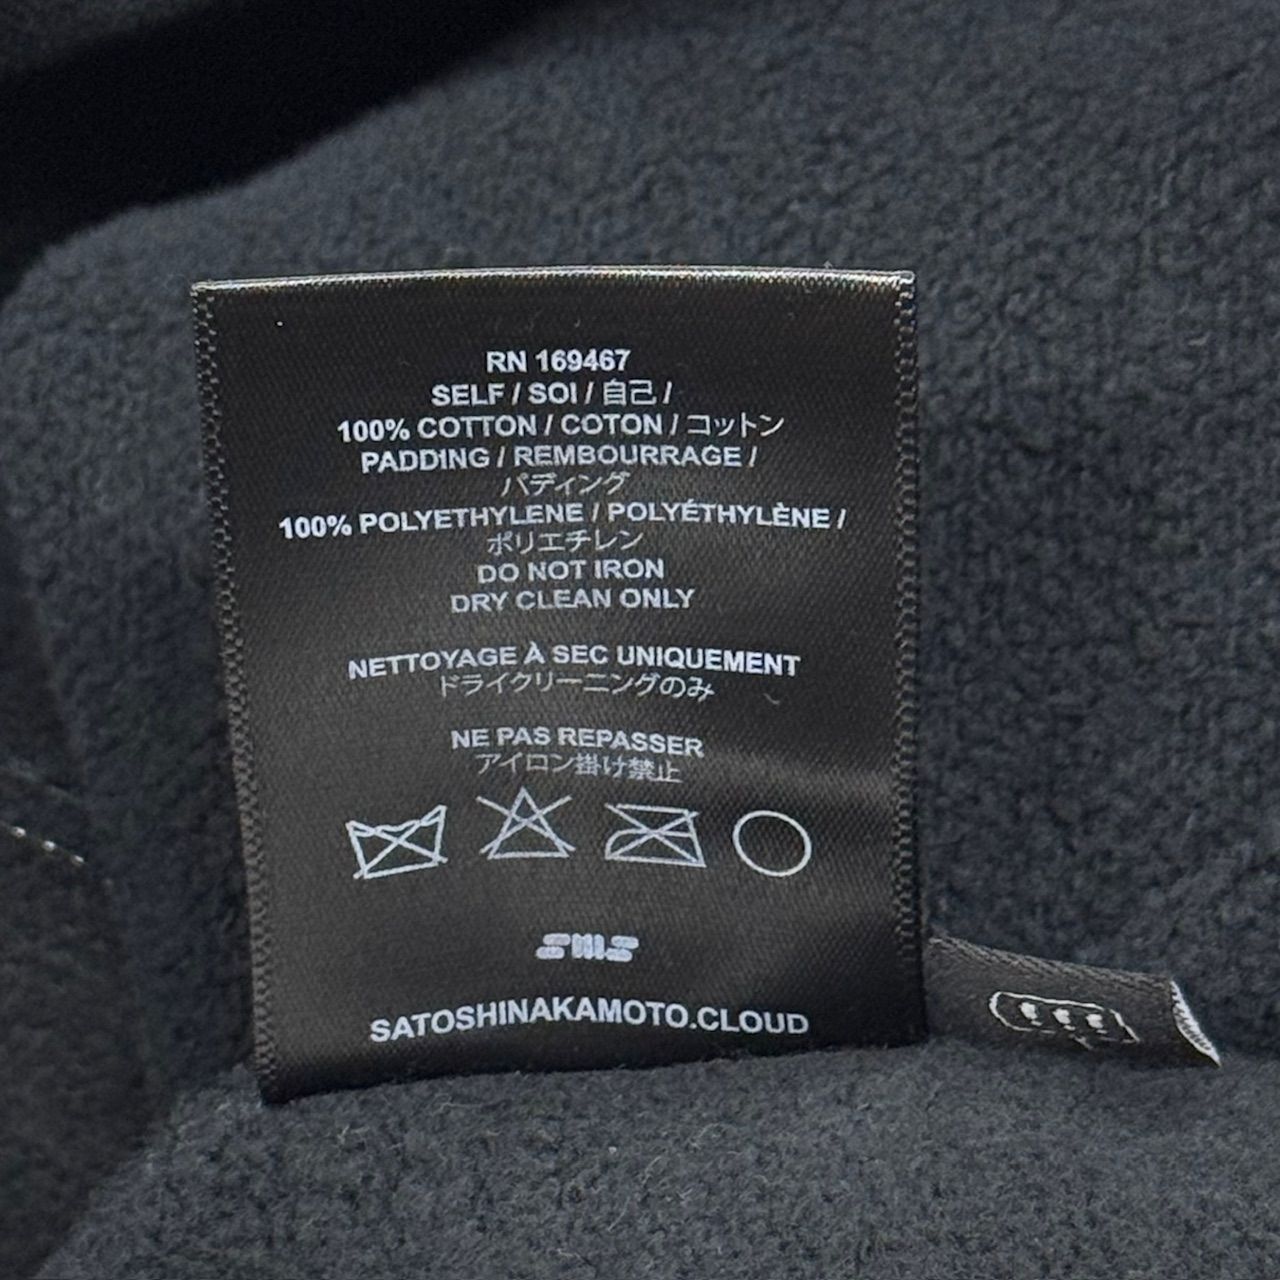 RN 169467
SELF / SOI / 自己 /
100% COTTON / COTON / コットン
PADDING / REMBOURRAGE /
パディング
100% POLYETHYLENE / POLYÉTHYLÈNE /
ポリエチレン
DO NOT IRON
DRY CLEAN ONLY
NETTOYAGE À SEC UNIQUEMENT
ドライクリーニングのみ
NE PAS REPASSER
アイロン掛け禁止
sms
SATOSHINAKAMOTO.CLOUD